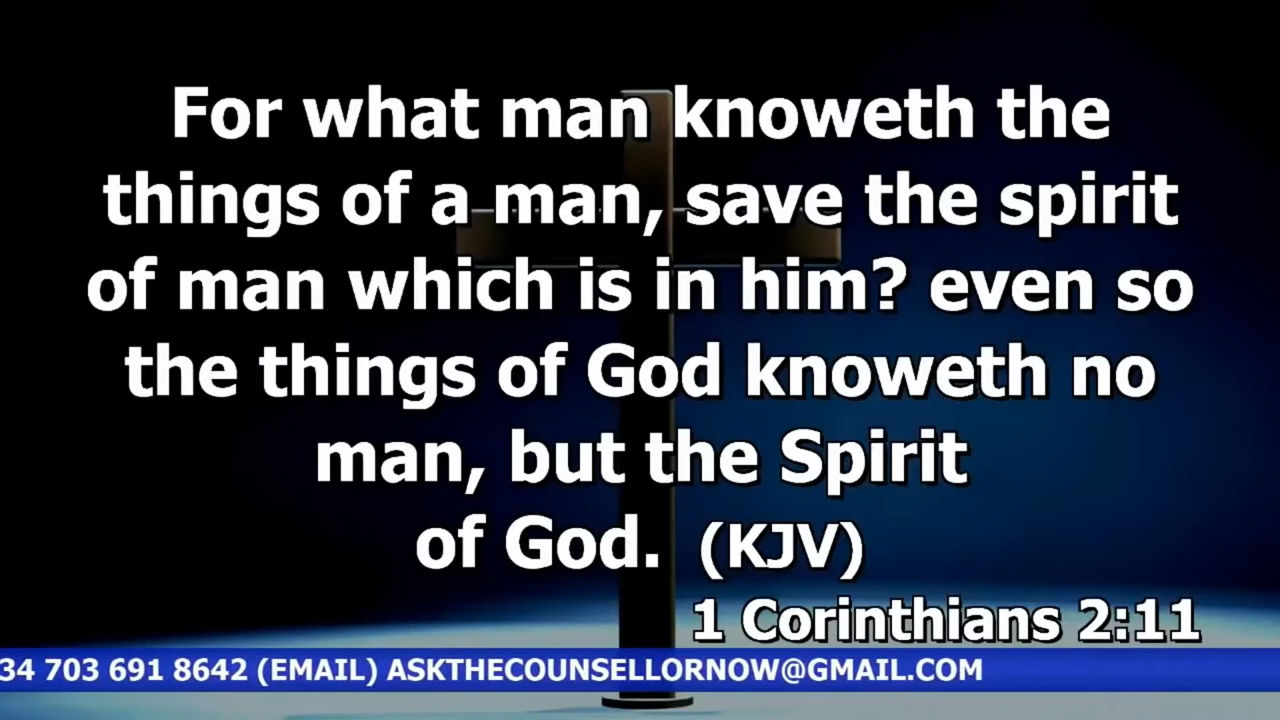 For what man knoweth the
things of a man, save the spirit
of man which is in him? even so
the things of God knoweth no
man, but the Spirit
of God. (KJV)
1 Corinthians 2:11
34 703 691 8642 (EMAIL) ASKTHECOUNSELLORNOW@GMAIL.COM